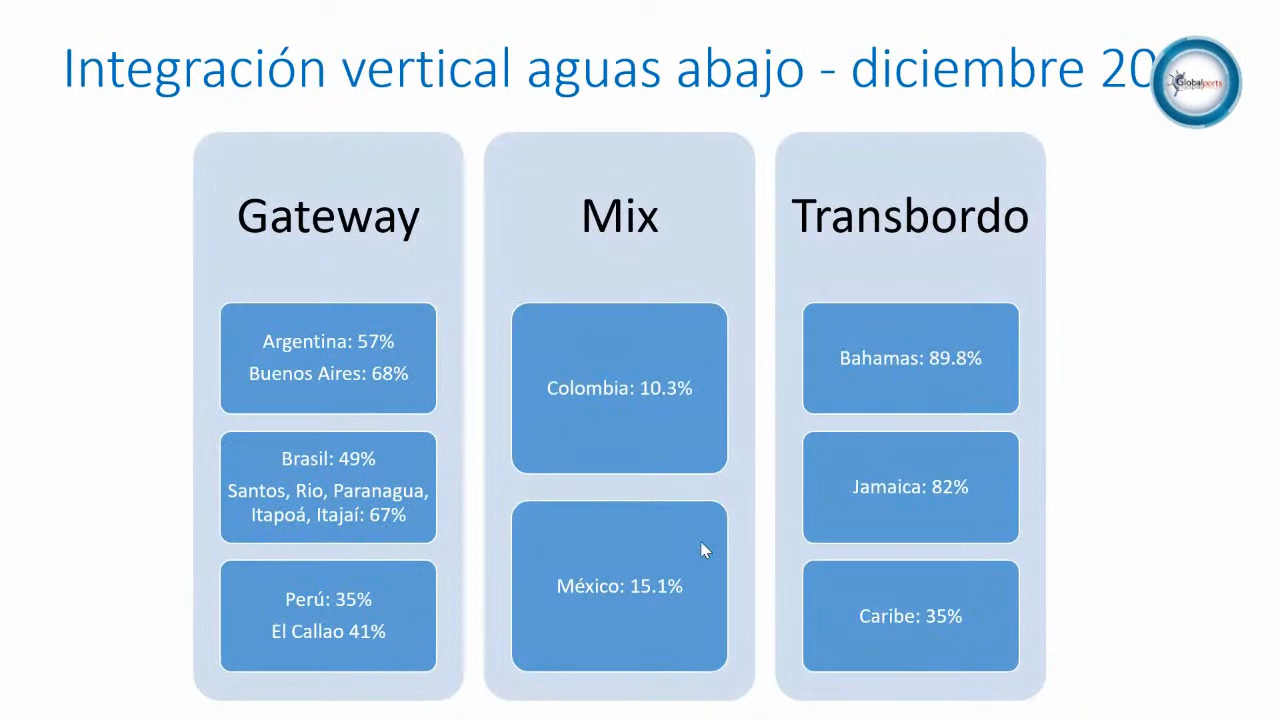 Integración vertical aguas abajo - diciembre 20
Globalports
Gateway
Argentina: 57%
Buenos Aires: 68%
Brasil: 49%
Santos, Rio, Paranagua,
Itapoá, Itajaí: 67%
Perú: 35%
El Callao 41%
Mix
Colombia: 10.3%
México: 15.1%
Transbordo
Bahamas: 89.8%
Jamaica: 82%
Caribe: 35%